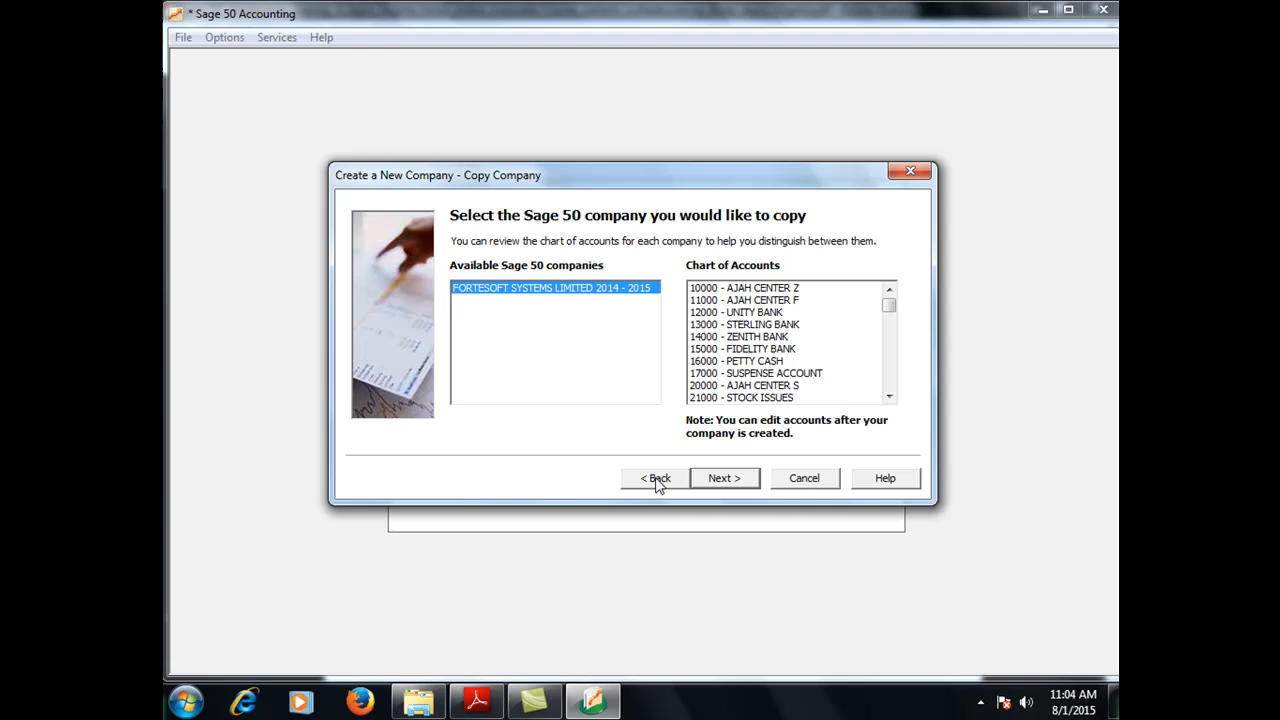 * Sage 50 Accounting
File Options Services Help
Create a New Company - Copy Company
Select the Sage 50 company you would like to copy
You can review the chart of accounts for each company to help you distinguish between them.
Available Sage 50 companies
FORTESOFT SYSTEMS LIMITED 2014 - 2015
Chart of Accounts
10000 - AJAH CENTER Z
11000 - AJAH CENTER F
12000 - UNITY BANK
13000 - STERLING BANK
14000 - ZENITH BANK
15000 - FIDELITY BANK
16000 - PETTY CASH
17000 - SUSPENSE ACCOUNT
20000 - AJAH CENTER S
21000 - STOCK ISSUES
Note: You can edit accounts after your
company is created.
< Back Next > Cancel Help
11:04 AM
8/1/2015